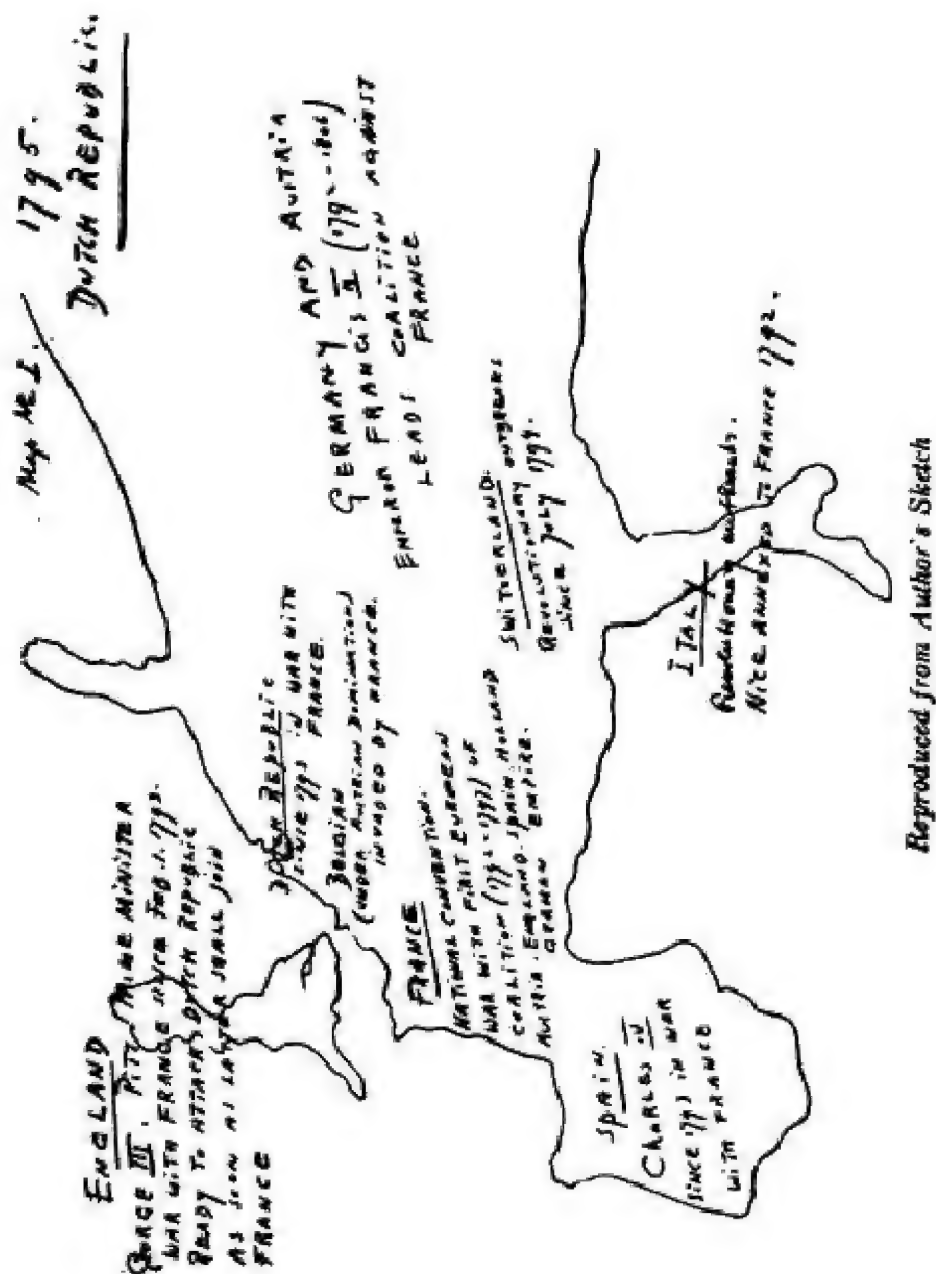 Map No I.
1795.
DUTCH REPUBLIC.
ENGLAND
GEORGE III. PITT PRIME MINISTER
WAR WITH FRANCE SINCE FEB. 1. 1793.
READY TO ATTACK DUTCH REPUBLIC
AS SOON AS LATTER SHALL JOIN
FRANCE
DUTCH REPUBLIC
SINCE 1793 IN WAR WITH
FRANCE.
BELGIAN
(UNDER AUSTRIAN DOMINATION)
INVADED BY FRANCE.
GERMANY AND AUSTRIA
EMPEROR FRANCIS II (1792-1806)
LEADS COALITION AGAINST
FRANCE
FRANCE
NATIONAL CONVENTION.
WAR WITH FIRST EUROPEAN
COALITION (1792-1797) OF
AUSTRIA. ENGLAND. SPAIN. HOLLAND
GERMAN EMPIRE.
SWITZERLAND.
REVOLUTIONARY OUTBREAKS
SINCE JULY
SPAIN.
CHARLES IV
SINCE 1793 IN WAR
WITH FRANCE
ITALY
Revolutionary
NICE ANNEXED TO FRANCE 1792.
Reproduced from Author's Sketch